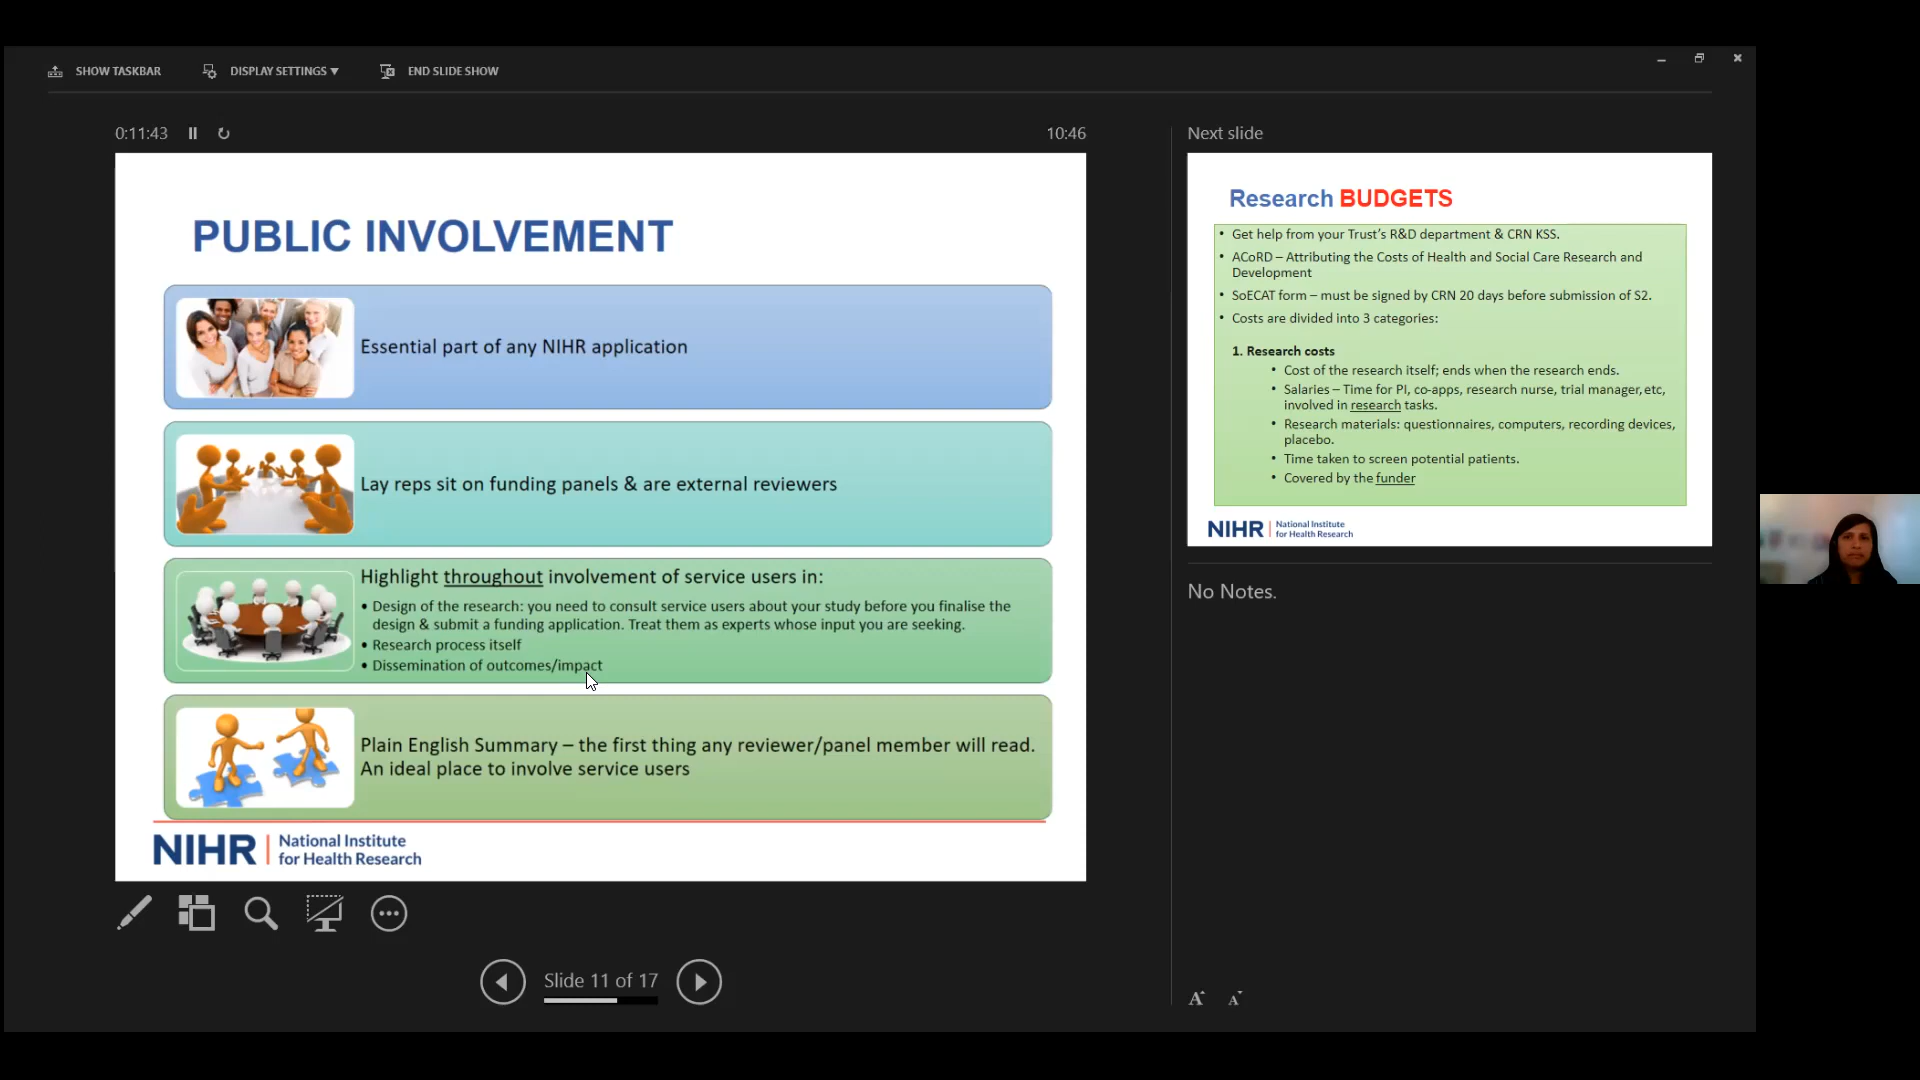 SHOW TASKBAR
DISPLAY SETTINGS ▾
END SLIDE SHOW
0:11:43
10:46
PUBLIC INVOLVEMENT
Essential part of any NIHR application
Lay reps sit on funding panels & are external reviewers
Highlight throughout involvement of service users in:
• Design of the research: you need to consult service users about your study before you finalise the
design & submit a funding application. Treat them as experts whose input you are seeking.
• Research process itself
• Dissemination of outcomes/impact
Plain English Summary – the first thing any reviewer/panel member will read.
An ideal place to involve service users
NIHR | National Institute
for Health Research
Slide 11 of 17
Next slide
Research BUDGETS
• Get help from your Trust's R&D department & CRN KSS.
• ACoRD – Attributing the Costs of Health and Social Care Research and
Development
• SoECAT form – must be signed by CRN 20 days before submission of S2.
• Costs are divided into 3 categories:
1. Research costs
• Cost of the research itself; ends when the research ends.
• Salaries – Time for PI, co-apps, research nurse, trial manager, etc,
involved in research tasks.
• Research materials: questionnaires, computers, recording devices,
placebo.
• Time taken to screen potential patients.
• Covered by the funder
NIHR | National Institute
for Health Research
No Notes.
A A